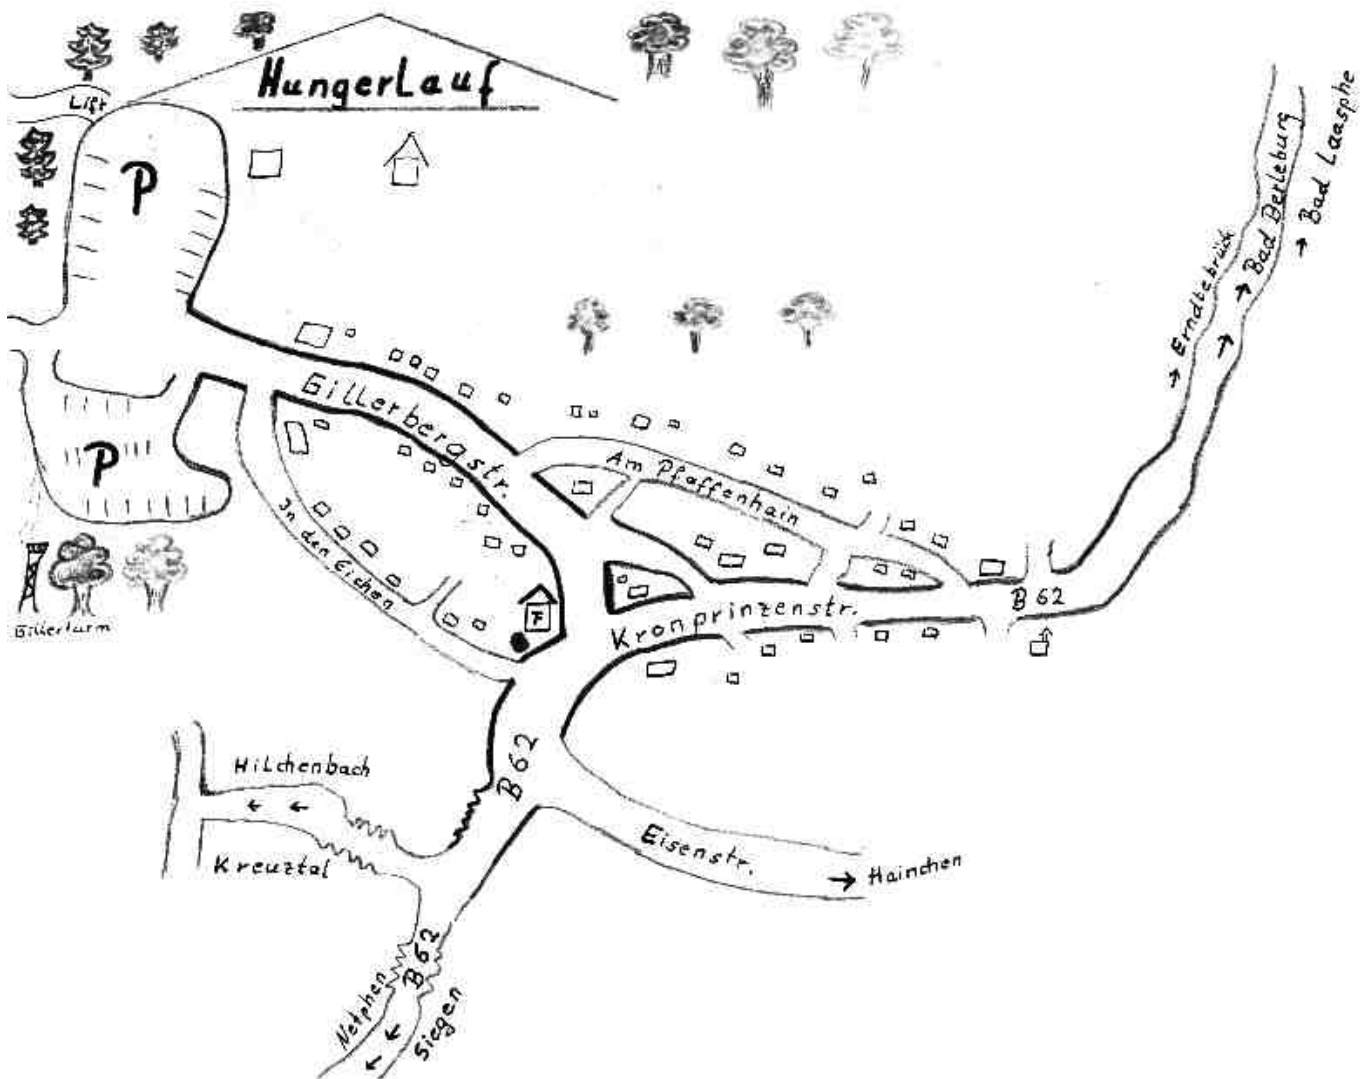 Lift
HungerLauf
P
Gillerbergstr.
P
In den Eichen
Am Pfaffenhain
F
Kronprinzenstr.
B 62
Erndtebrück
Bad Berleburg
Bad Laasphe
Gillerturm
B 62
Hilchenbach
Kreuztal
Eisenstr.
Hainchen
B 62
Netphen
Siegen